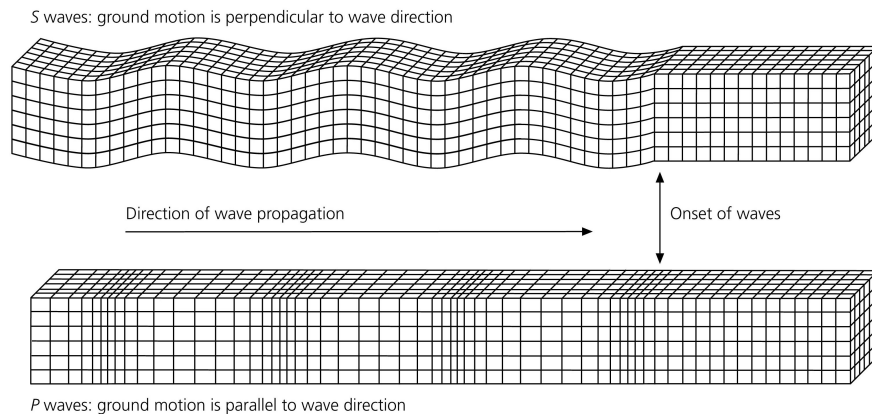 S waves: ground motion is perpendicular to wave direction
Direction of wave propagation
Onset of waves
P waves: ground motion is parallel to wave direction